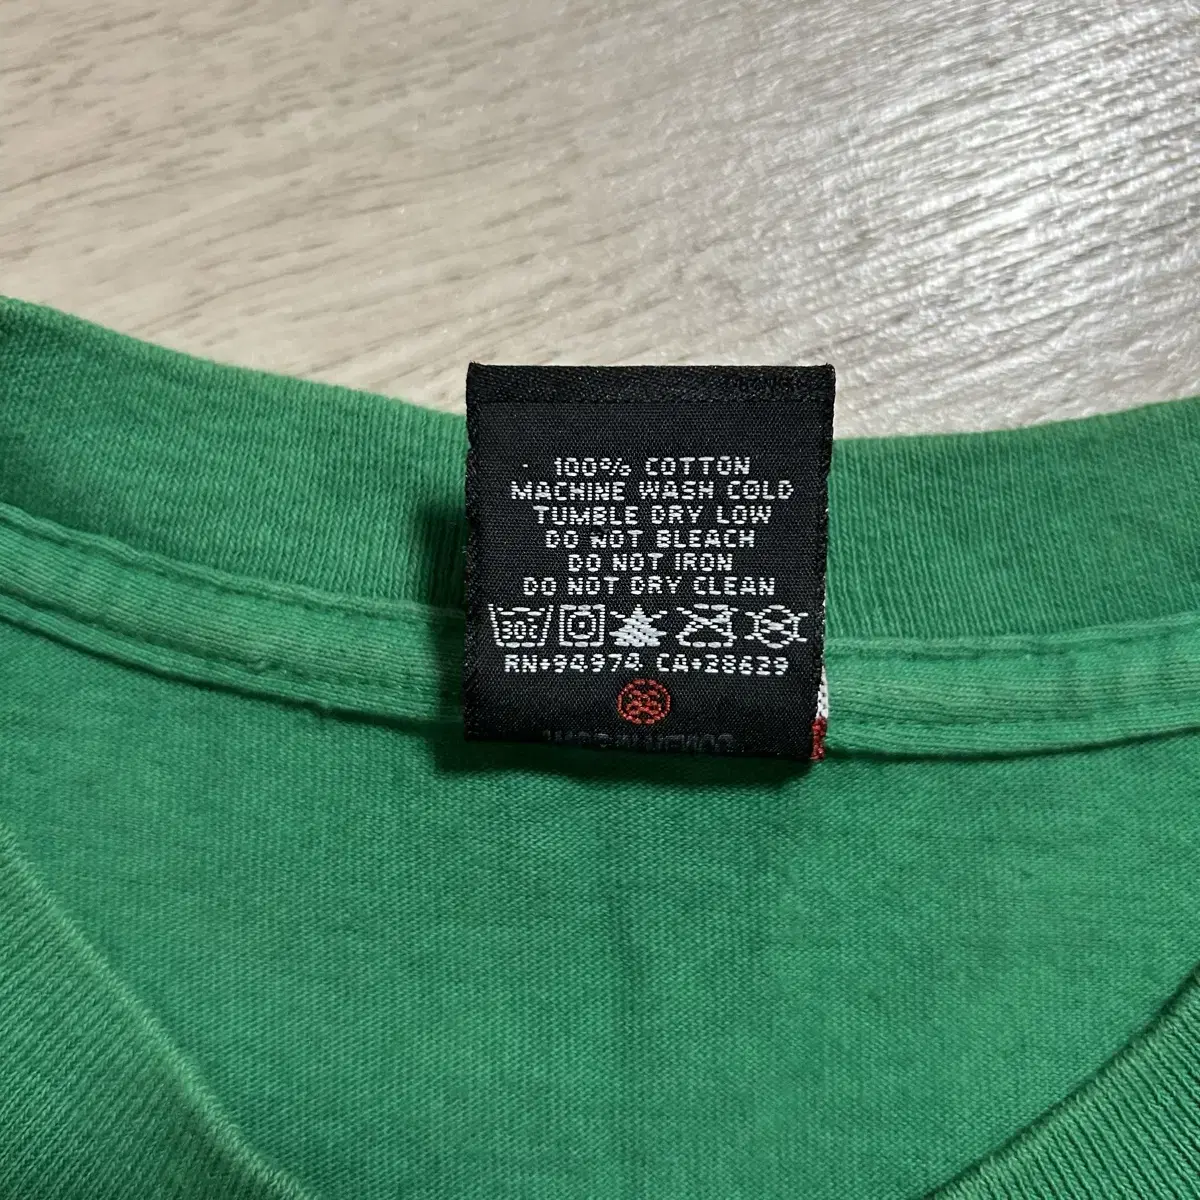 100% COTTON
MACHINE WASH COLD
TUMBLE DRY LOW
DO NOT BLEACH
DO NOT IRON
DO NOT DRY CLEAN
30c
RN•94974 CA•28629